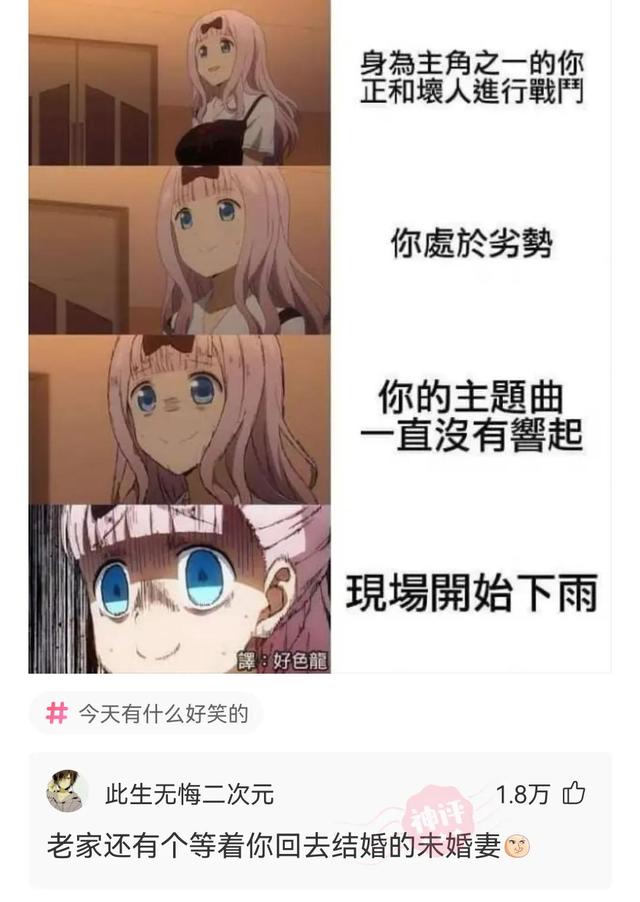 身為主角之一的你
正和壞人進行戰鬥
你處於劣勢
你的主題曲
一直沒有響起
現場開始下雨
譯：好色龍
# 今天有什么好笑的
此生无悔二次元
1.8万
神评
老家还有个等着你回去结婚的未婚妻